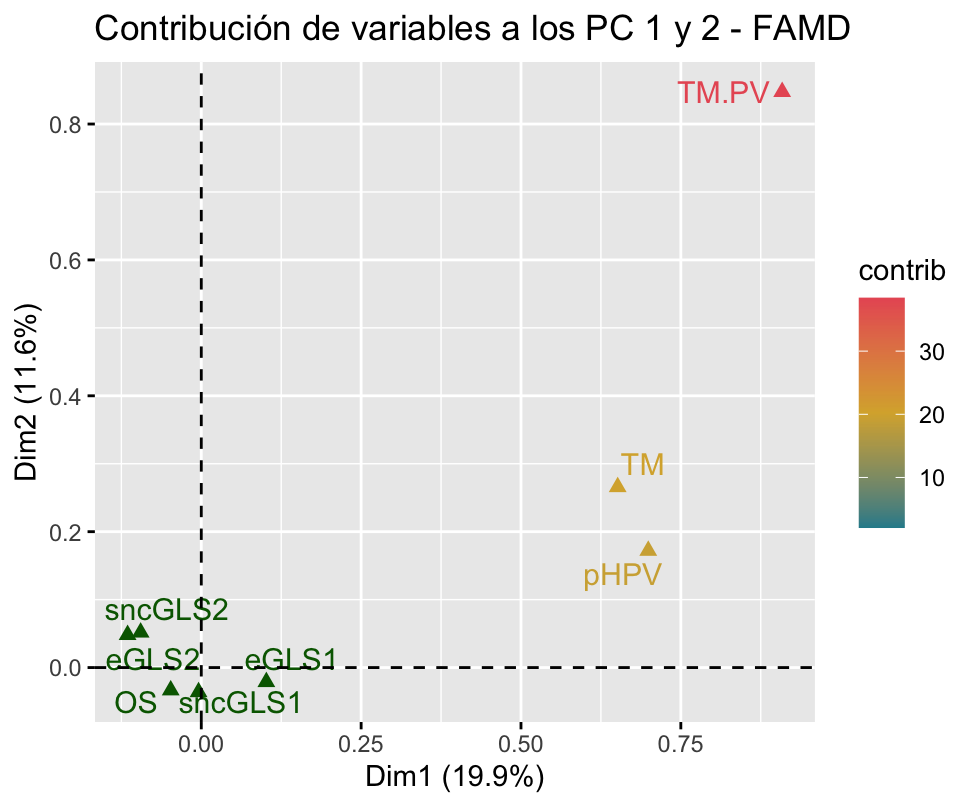 Contribución de variables a los PC 1 y 2 - FAMD
TM.PV
0.8
0.6
0.4
0.2
0.0
Dim2 (11.6%)
TM
pHPV
sncGLS2
eGLS2
eGLS1
OS
sncGLS1
0.00
0.25
0.50
0.75
Dim1 (19.9%)
contrib
30
20
10